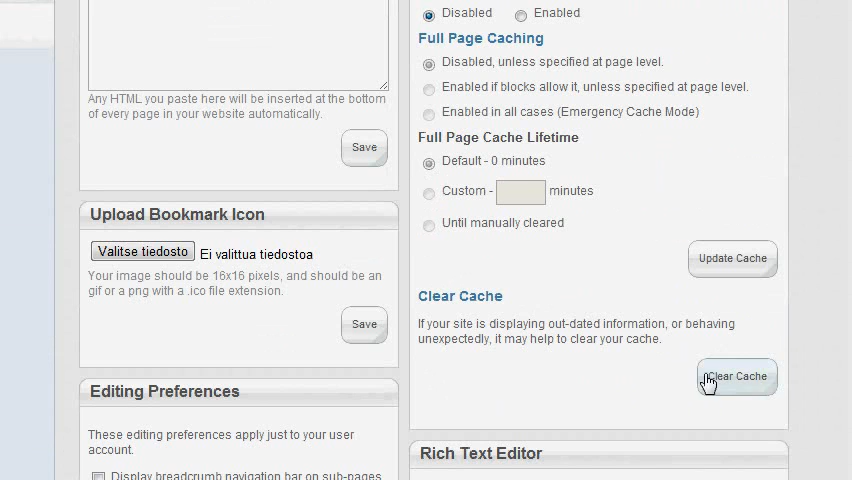 Any HTML you paste here will be inserted at the bottom
of every page in your website automatically.
Save
Upload Bookmark Icon
Valitse tiedosto Ei valittua tiedostoa
Your image should be 16x16 pixels, and should be an
gif or a png with a .ico file extension.
Save
Editing Preferences
These editing preferences apply just to your user
account.
Display breadcrumb navigation bar on sub-pages
Disabled Enabled
Full Page Caching
Disabled, unless specified at page level.
Enabled if blocks allow it, unless specified at page level.
Enabled in all cases (Emergency Cache Mode)
Full Page Cache Lifetime
Default - 0 minutes
Custom - minutes
Until manually cleared
Update Cache
Clear Cache
If your site is displaying out-dated information, or behaving
unexpectedly, it may help to clear your cache.
Clear Cache
Rich Text Editor